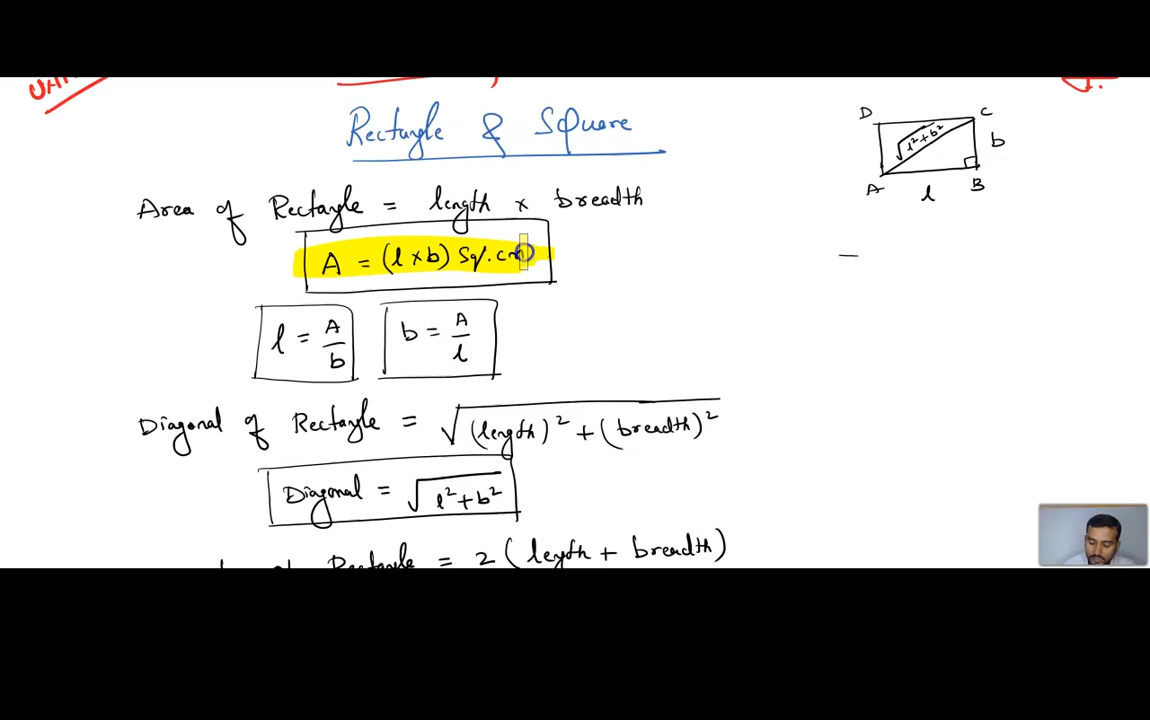 Rectangle & Square
Area of Rectangle = length × breadth
A = (l × b) Sq. cm
l = A/b
b = A/l
Diagonal of Rectangle = √(length)² + (breadth)²
Diagonal = √l² + b²
Rectangle = 2 (length + breadth)
D
C
√l² + b²
b
A
l
B